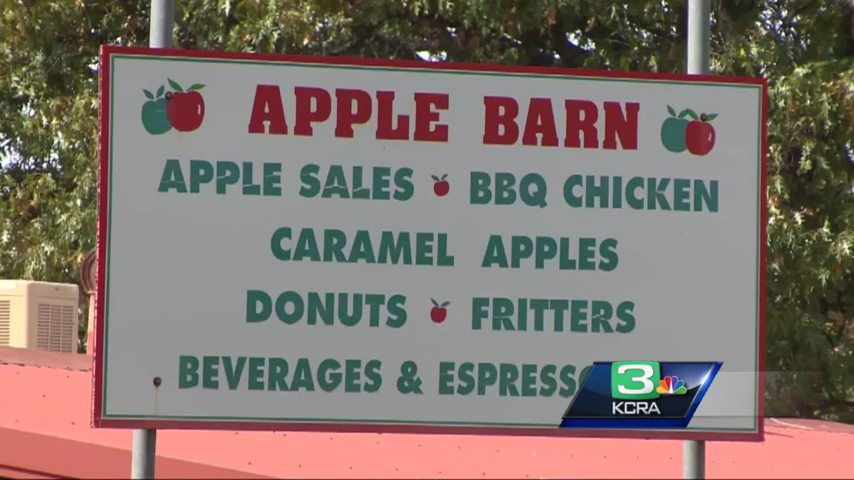 APPLE BARN
APPLE SALES BBQ CHICKEN
CARAMEL APPLES
DONUTS FRITTERS
BEVERAGES & ESPRESSO
3
KCRA